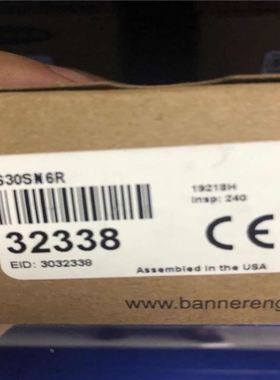 S30SN6R
19218H
Insp: 240
32338
CE
EID: 3032338
Assembled in the USA
www.bannereng